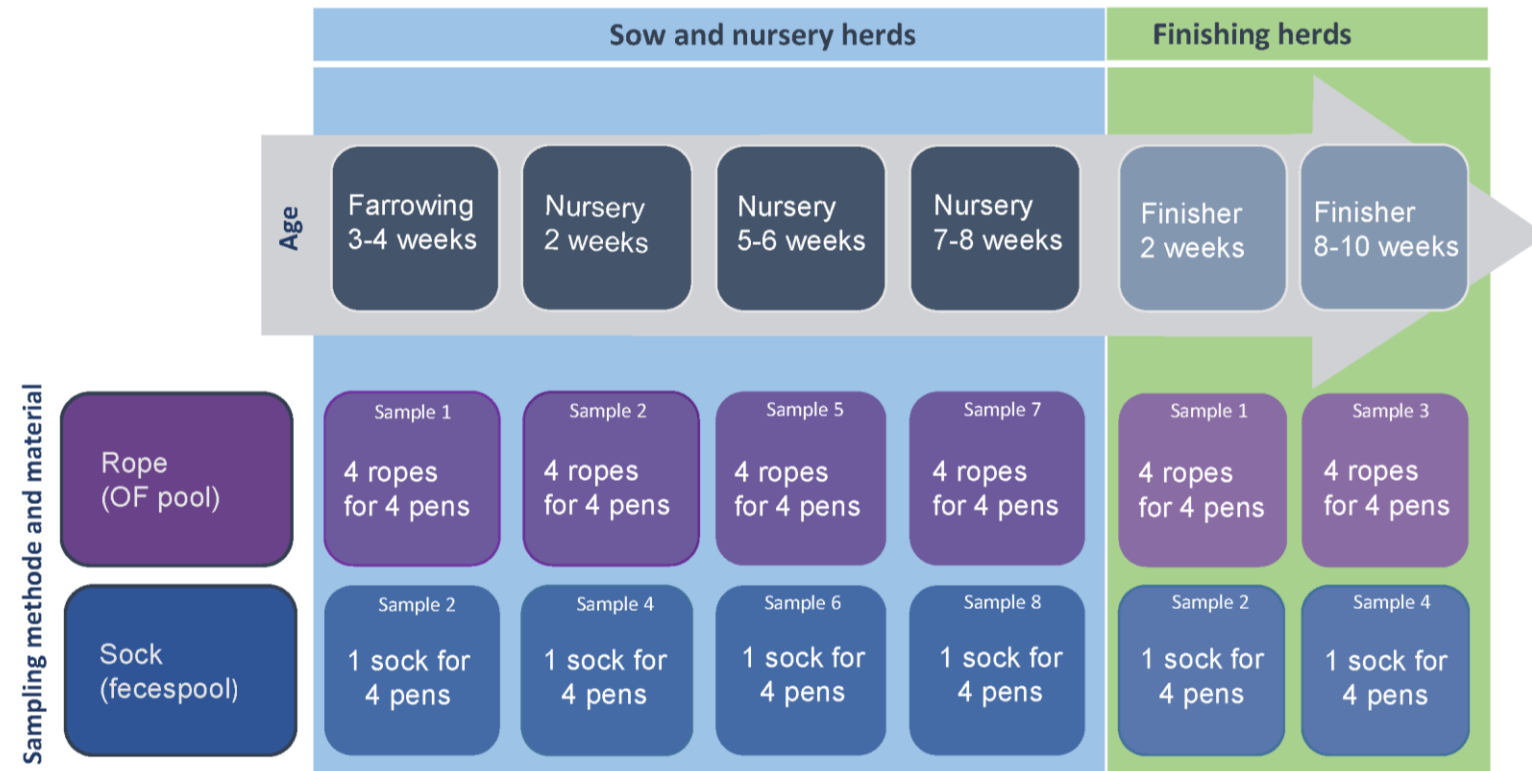 Sow and nursery herds
Finishing herds
Age
Farrowing
3-4 weeks
Nursery
2 weeks
Nursery
5-6 weeks
Nursery
7-8 weeks
Finisher
2 weeks
Finisher
8-10 weeks
Sampling methode and material
Rope
(OF pool)
Sample 1
4 ropes
for 4 pens
Sample 2
4 ropes
for 4 pens
Sample 5
4 ropes
for 4 pens
Sample 7
4 ropes
for 4 pens
Sample 1
4 ropes
for 4 pens
Sample 3
4 ropes
for 4 pens
Sock
(fecespool)
Sample 2
1 sock for
4 pens
Sample 4
1 sock for
4 pens
Sample 6
1 sock for
4 pens
Sample 8
1 sock for
4 pens
Sample 2
1 sock for
4 pens
Sample 4
1 sock for
4 pens